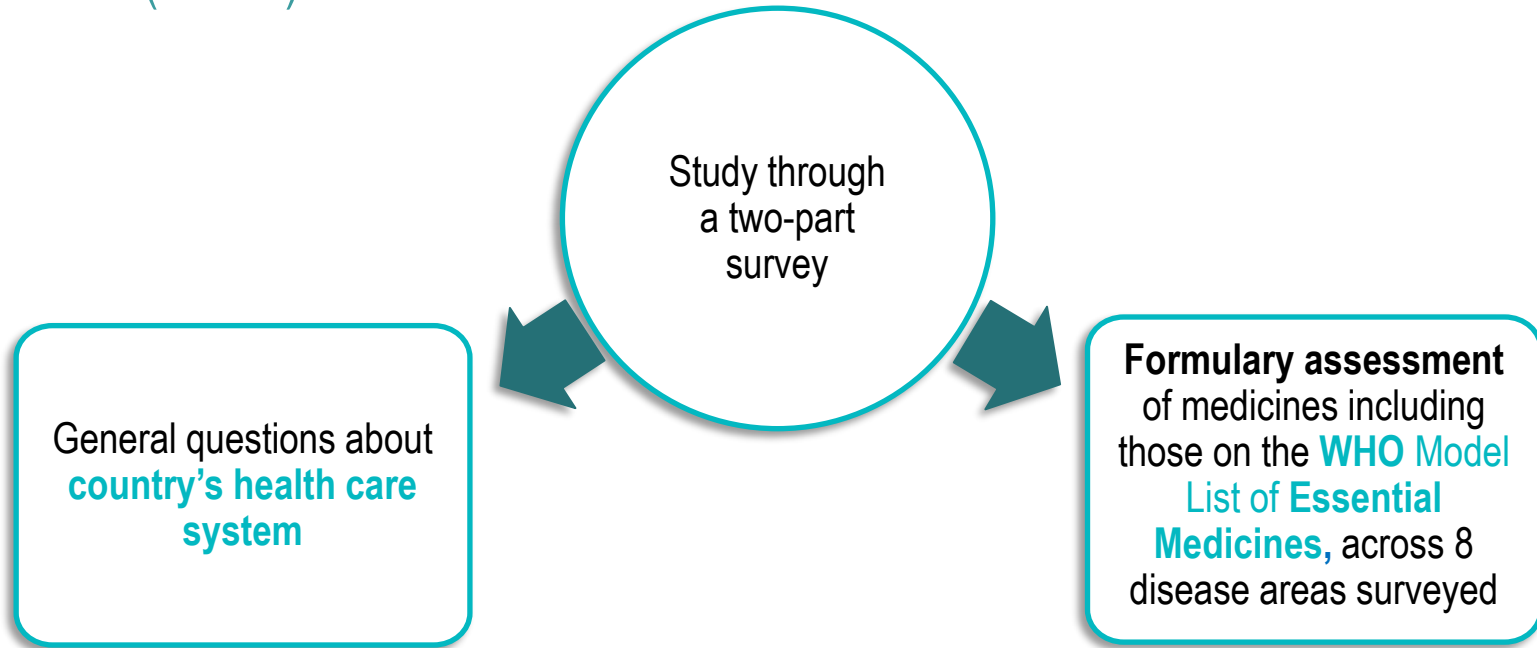 Study through
a two-part
survey
General questions about
country’s health care
system
Formulary assessment
of medicines including
those on the WHO Model
List of Essential
Medicines, across 8
disease areas surveyed